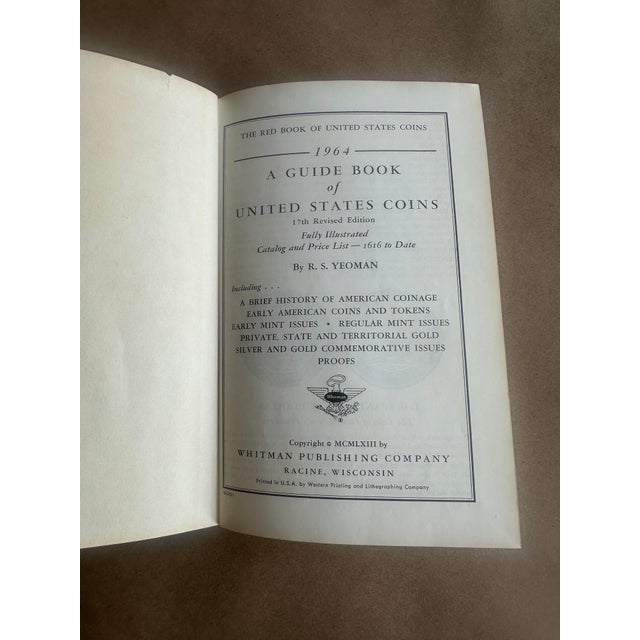 THE RED BOOK OF UNITED STATES COINS
1964
A GUIDE BOOK
of
UNITED STATES COINS
17th Revised Edition
Fully Illustrated
Catalog and Price List — 1616 to Date
By R. S. YEOMAN
Including . . .
A BRIEF HISTORY OF AMERICAN COINAGE
EARLY AMERICAN COINS AND TOKENS
EARLY MINT ISSUES • REGULAR MINT ISSUES
PRIVATE, STATE AND TERRITORIAL GOLD
SILVER AND GOLD COMMEMORATIVE ISSUES
PROOFS
Whitman
®
Copyright © MCMLXIII by
WHITMAN PUBLISHING COMPANY
RACINE, WISCONSIN
Printed in U.S.A. by Western Printing and Lithographing Company